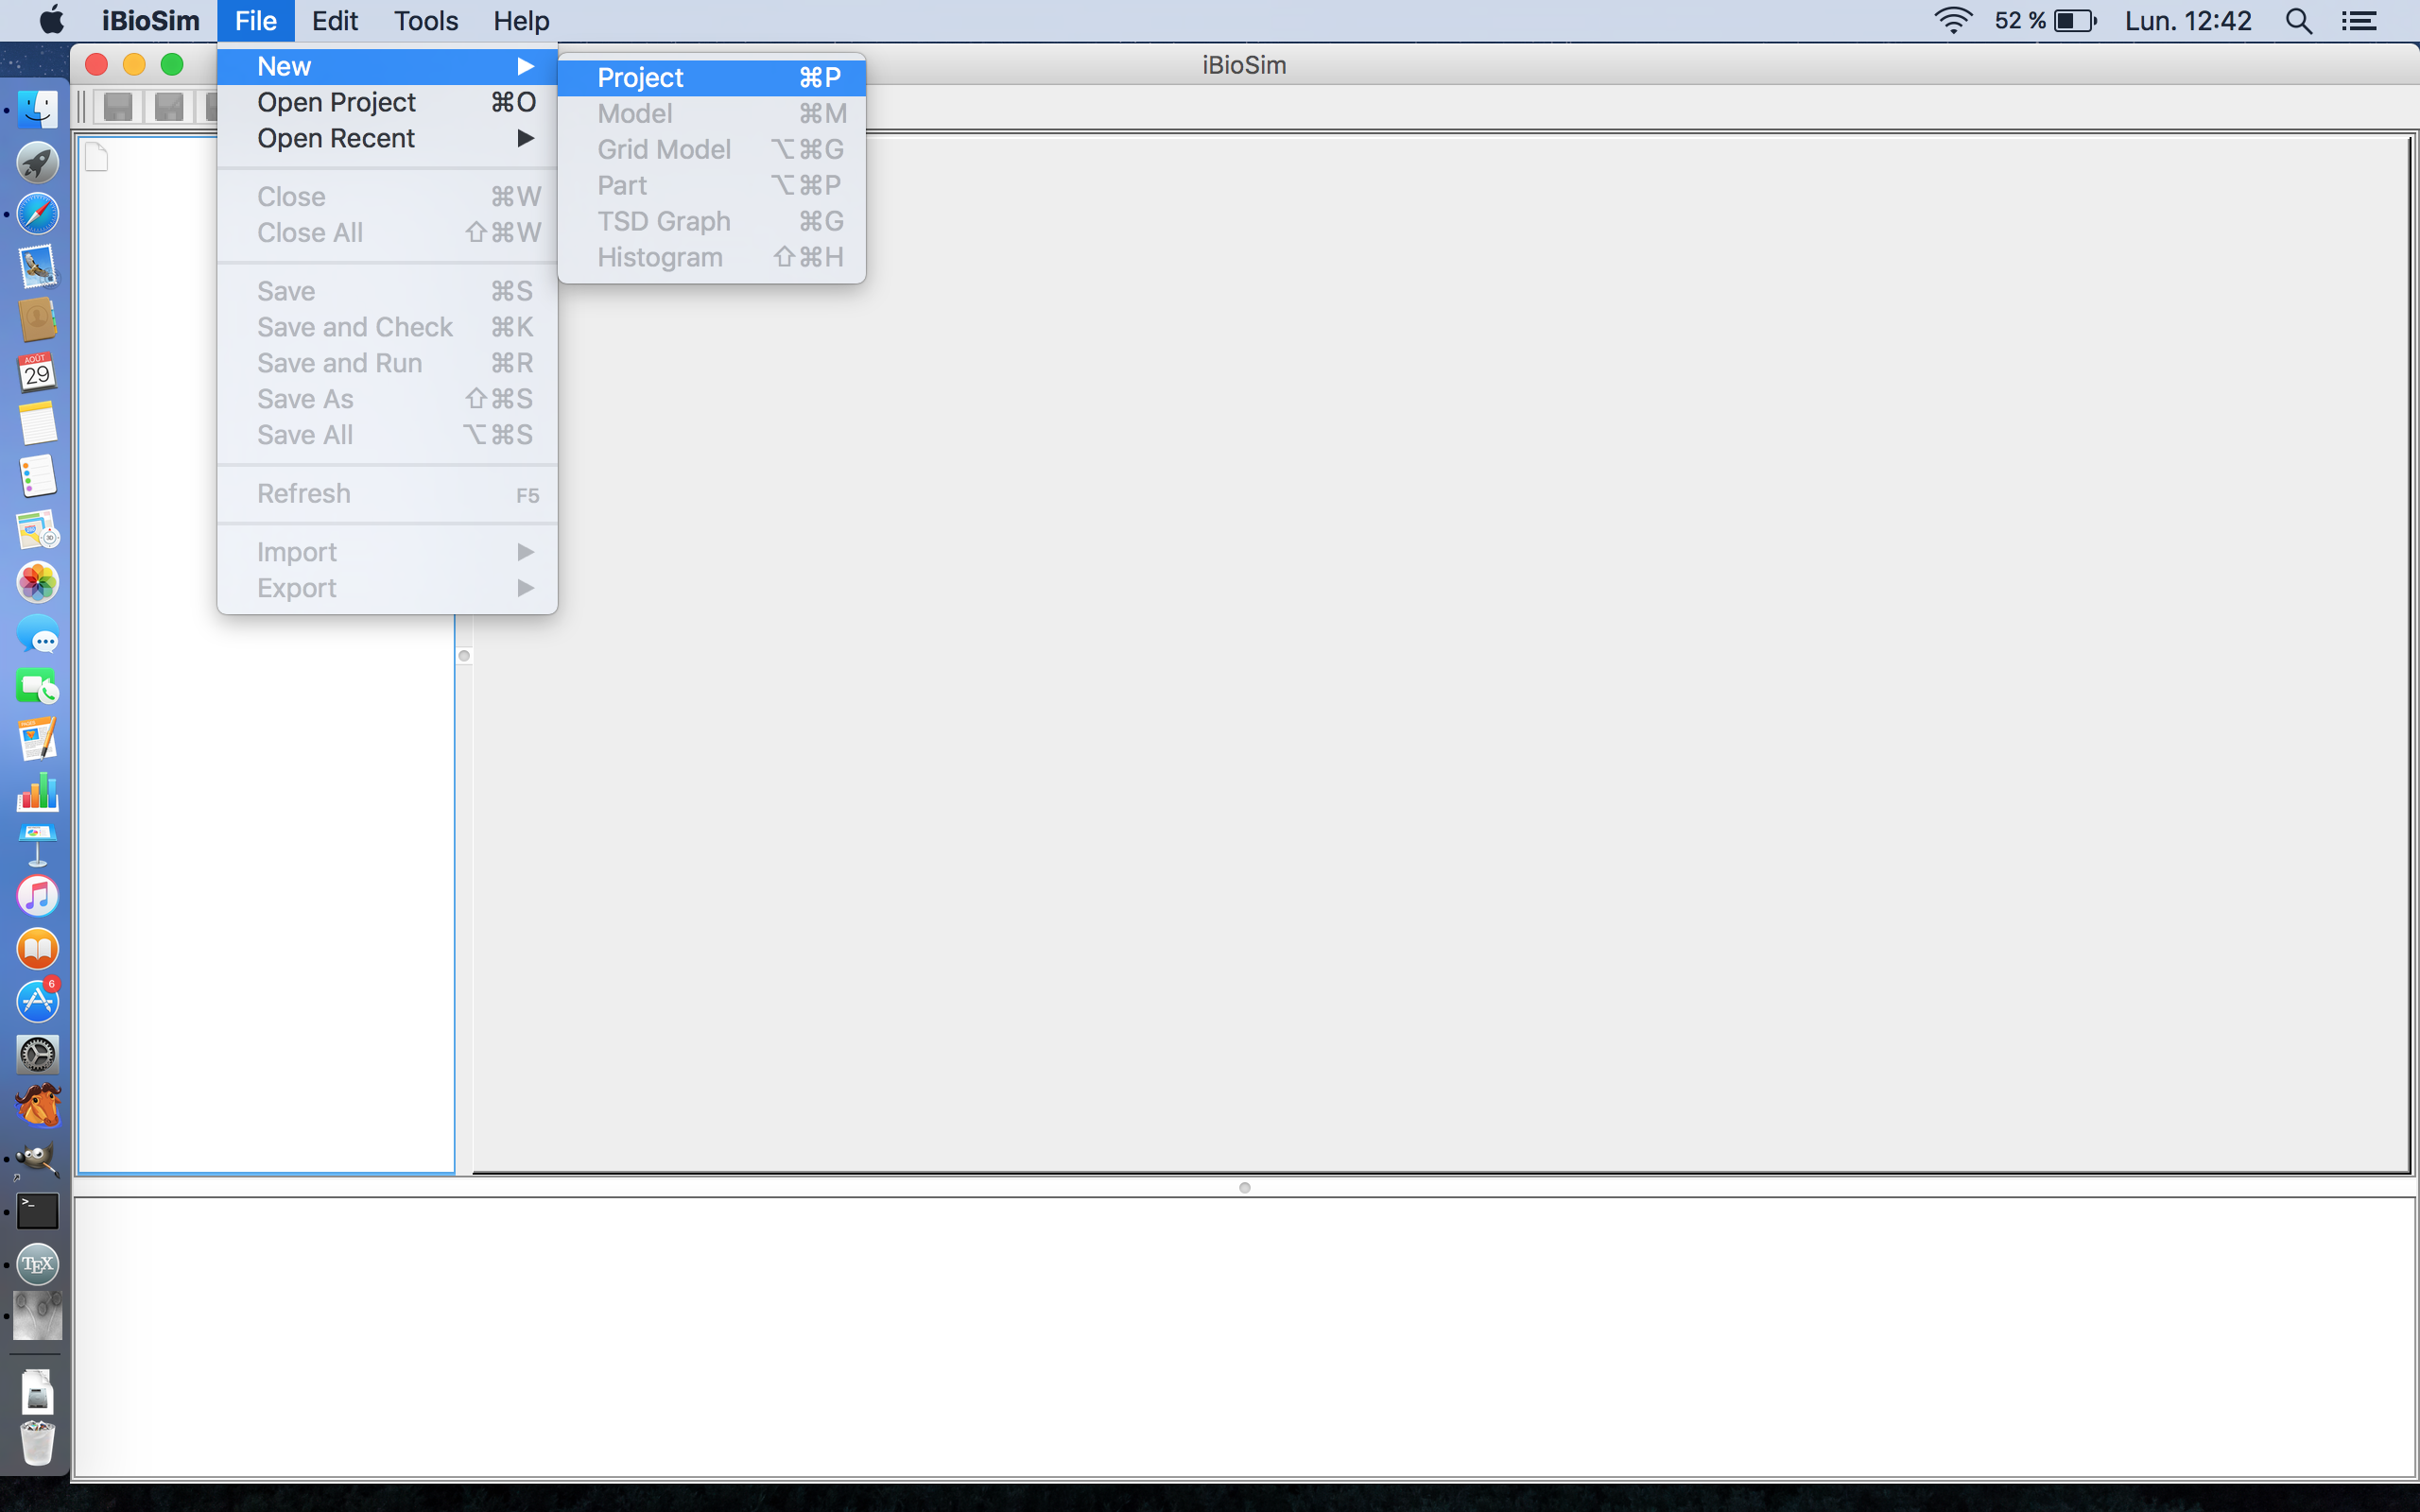 iBioSim File Edit Tools Help 52 % Lun. 12:42
iBioSim
New
Open Project ⌘O
Open Recent
Close ⌘W
Close All ⇧⌘W
Save ⌘S
Save and Check ⌘K
Save and Run ⌘R
Save As ⇧⌘S
Save All ⌥⌘S
Refresh F5
Import
Export
Project ⌘P
Model ⌘M
Grid Model ⌥⌘G
Part ⌥⌘P
TSD Graph ⌘G
Histogram ⇧⌘H
AOÛT
29
3D
PAGES
6
>_
TEX